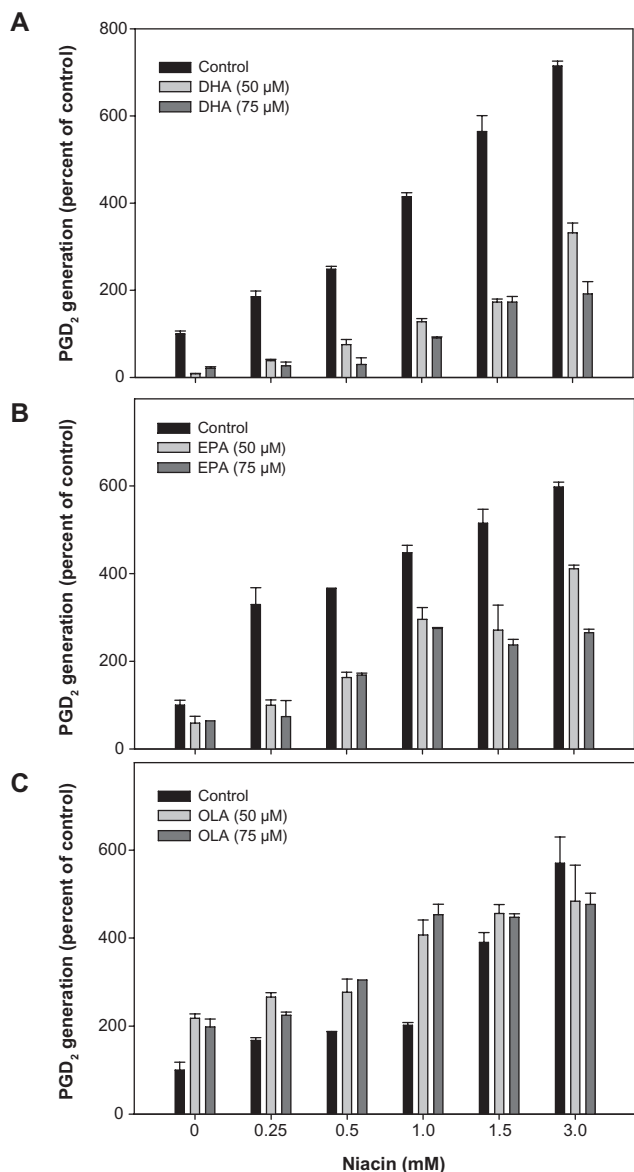 A
PGD₂ generation (percent of control)
800
600
400
200
0
Control
DHA (50 µM)
DHA (75 µM)
B
PGD₂ generation (percent of control)
600
400
200
0
Control
EPA (50 µM)
EPA (75 µM)
C
PGD₂ generation (percent of control)
600
400
200
0
Control
OLA (50 µM)
OLA (75 µM)
0 0.25 0.5 1.0 1.5 3.0
Niacin (mM)